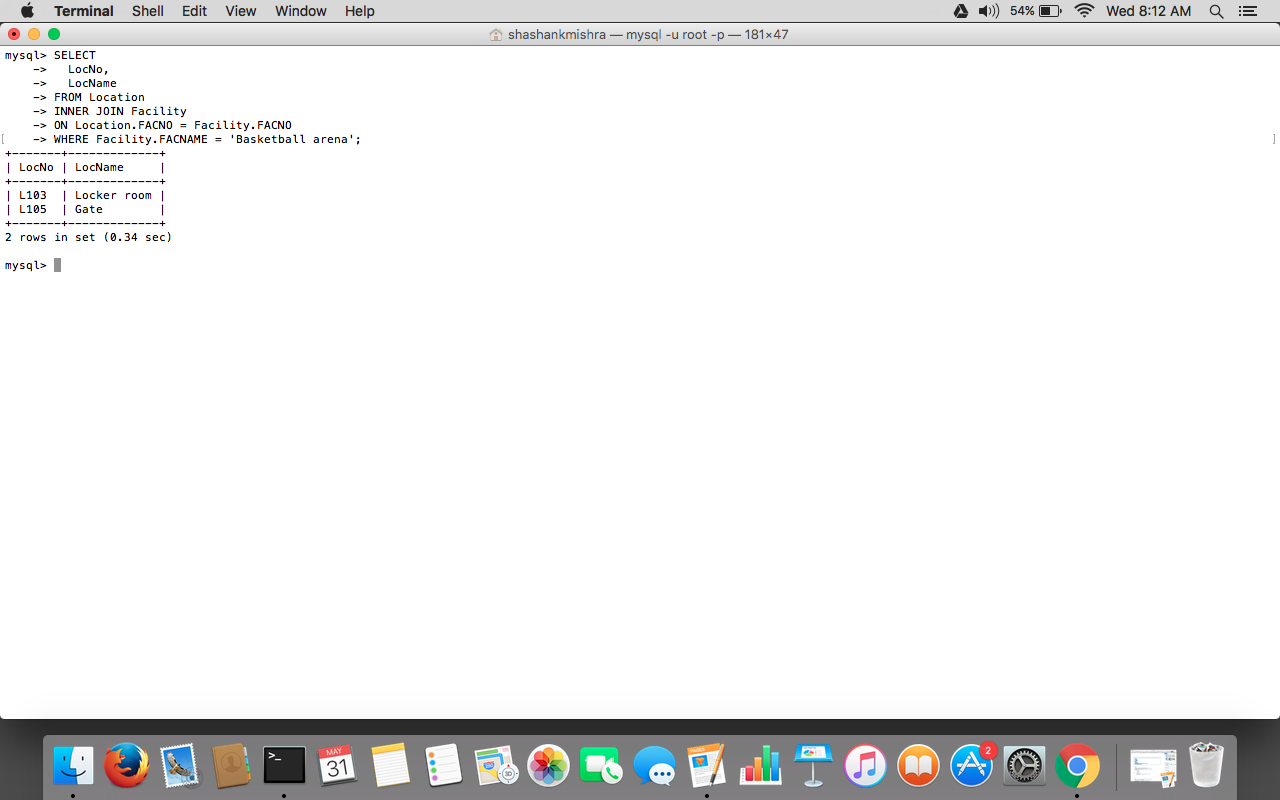 Terminal Shell Edit View Window Help 54% Wed 8:12 AM
shashankmishra — mysql -u root -p — 181×47
mysql> SELECT
    ->   LocNo,
    ->   LocName
    -> FROM Location
    -> INNER JOIN Facility
    -> ON Location.FACNO = Facility.FACNO
[    -> WHERE Facility.FACNAME = 'Basketball arena'; ]
+-------+-------------+
| LocNo | LocName     |
+-------+-------------+
| L103  | Locker room |
| L105  | Gate        |
+-------+-------------+
2 rows in set (0.34 sec)
mysql>
>_
MAY
31
3D
PAGES
2